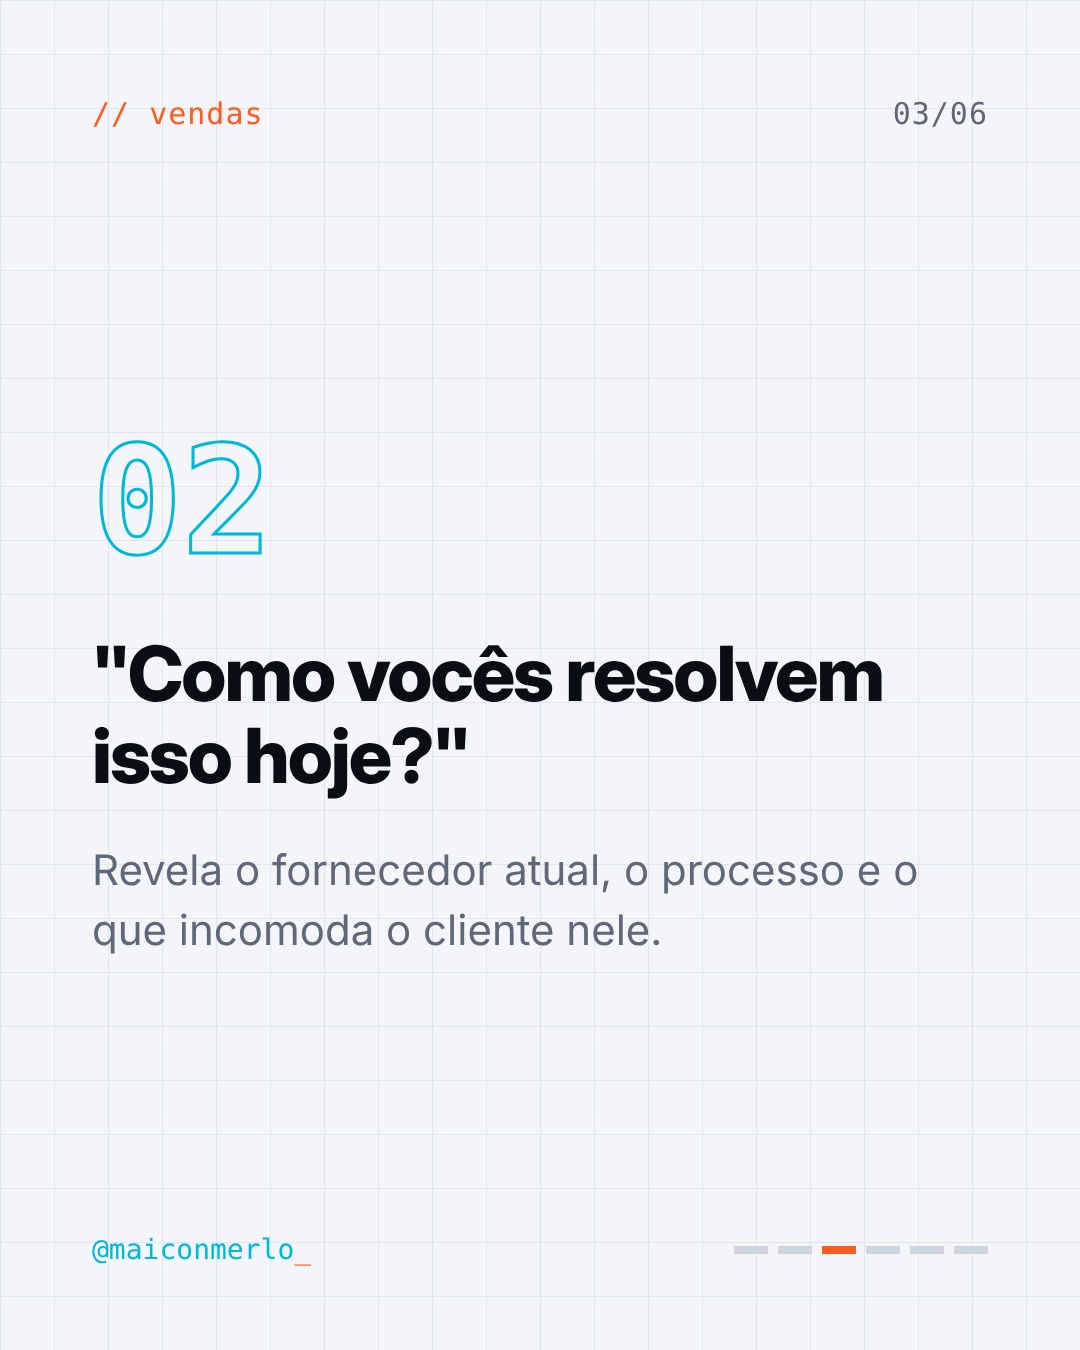 // vendas
03/06
02
"Como vocês resolvem
isso hoje?"
Revela o fornecedor atual, o processo e o
que incomoda o cliente nele.
@maiconmerlo_